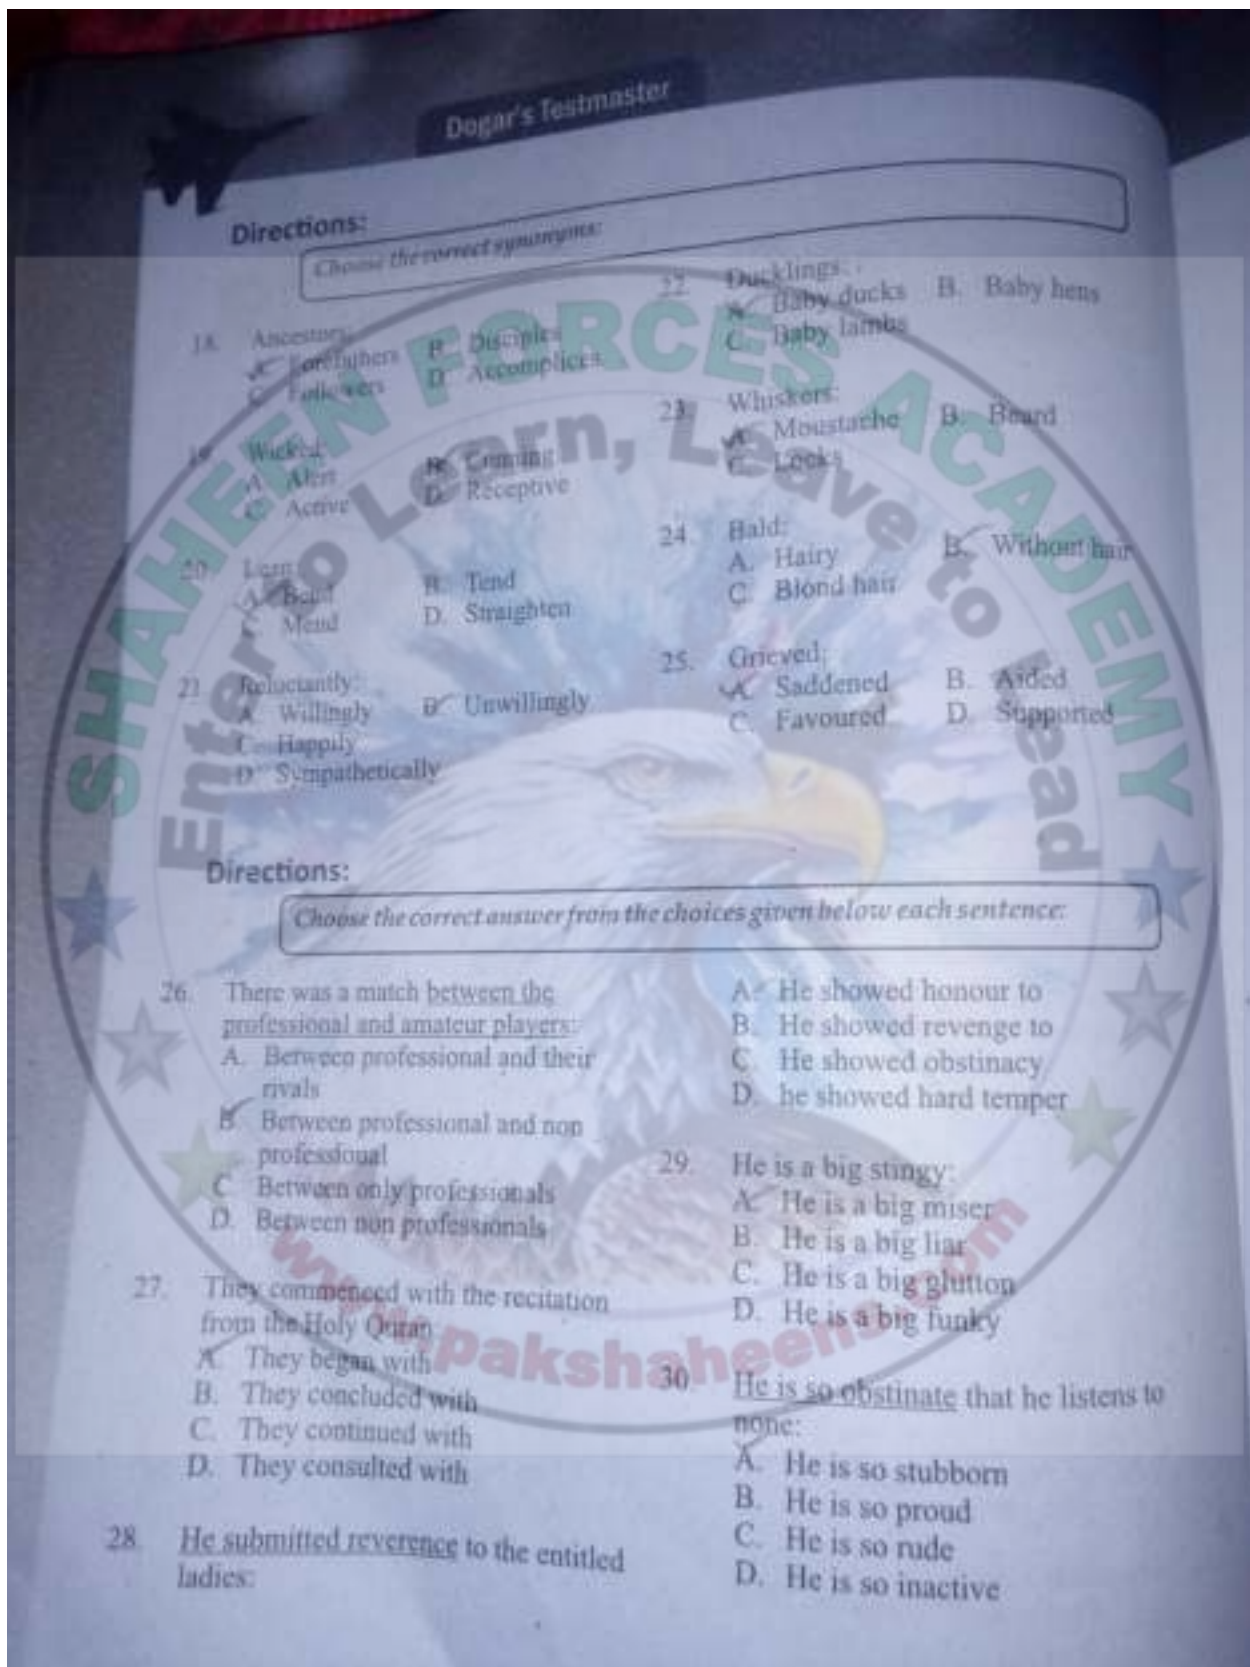 Dogar's Testmaster
Directions:
Choose the correct synonyms:
18. Ancestors:
A. Forefathers B. Disciples
C. Followers D. Accomplices
19. Wicked:
A. Alert B. Cunning
C. Active D. Receptive
20. Lean:
A. Bend B. Tend
C. Mend D. Straighten
21. Reluctantly:
A. Willingly B. Unwillingly
C. Happily
D. Sympathetically
22. Ducklings:
A. Baby ducks B. Baby hens
C. Baby lambs
23. Whiskers:
A. Moustache B. Beard
C. Locks
24. Bald:
A. Hairy B. Without hair
C. Blond hair
25. Grieved:
A. Saddened B. Aided
C. Favoured D. Supported
Directions:
Choose the correct answer from the choices given below each sentence:
26. There was a match between the
professional and amateur players:
A. Between professional and their
rivals
B. Between professional and non
professional
C. Between only professionals
D. Between non professionals
27. They commenced with the recitation
from the Holy Quran
A. They began with
B. They concluded with
C. They continued with
D. They consulted with
28. He submitted reverence to the entitled
ladies:
A. He showed honour to
B. He showed revenge to
C. He showed obstinacy
D. he showed hard temper
29. He is a big stingy:
A. He is a big miser
B. He is a big liar
C. He is a big glutton
D. He is a big funky
30. He is so obstinate that he listens to
none:
A. He is so stubborn
B. He is so proud
C. He is so rude
D. He is so inactive
SHAHEEN FORCES ACADEMY
Enter to Learn, Leave to Lead
www.pakshaheens.com